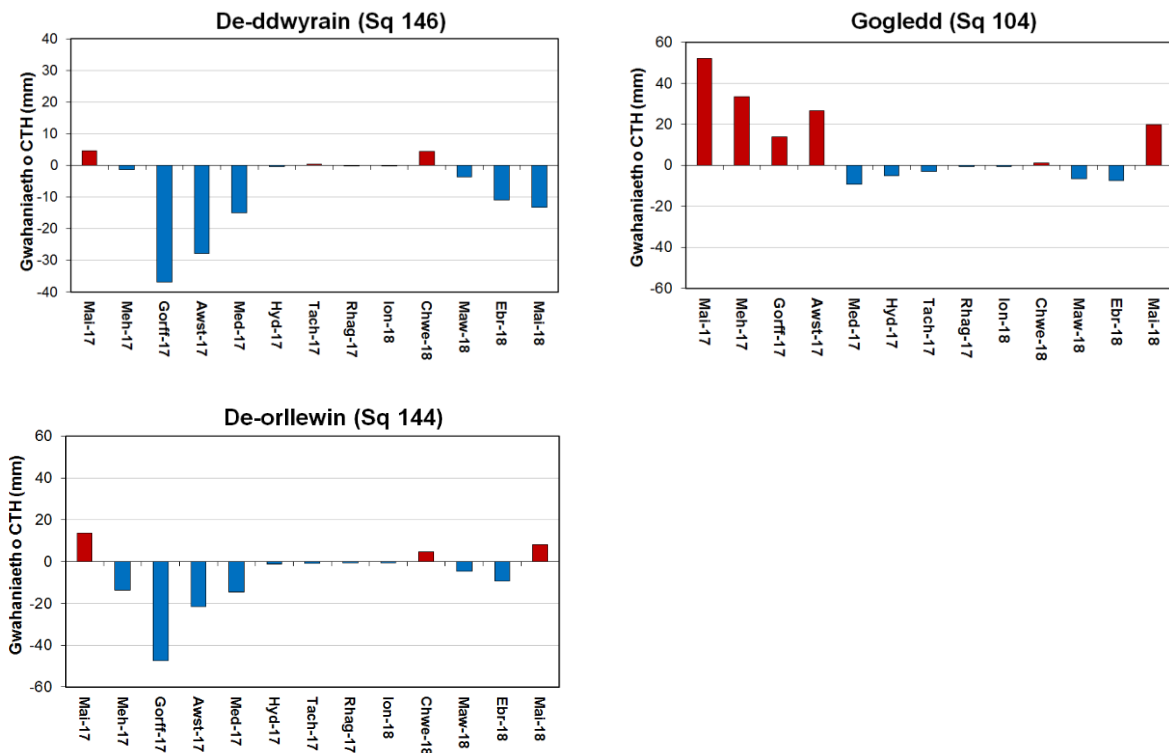 De-ddwyrain (Sq 146)
Gwahaniaeth o CTH (mm)
40
30
20
10
0
-10
-20
-30
-40
Mai-17
Meh-17
Gorff-17
Awst-17
Med-17
Hyd-17
Tach-17
Rhag-17
Ion-18
Chwe-18
Maw-18
Ebr-18
Mai-18
Gogledd (Sq 104)
Gwahaniaeth o CTH (mm)
60
40
20
0
-20
-40
-60
Mai-17
Meh-17
Gorff-17
Awst-17
Med-17
Hyd-17
Tach-17
Rhag-17
Ion-18
Chwe-18
Maw-18
Ebr-18
Mai-18
De-orllewin (Sq 144)
Gwahaniaeth o CTH (mm)
60
40
20
0
-20
-40
-60
Mai-17
Meh-17
Gorff-17
Awst-17
Med-17
Hyd-17
Tach-17
Rhag-17
Ion-18
Chwe-18
Maw-18
Ebr-18
Mai-18